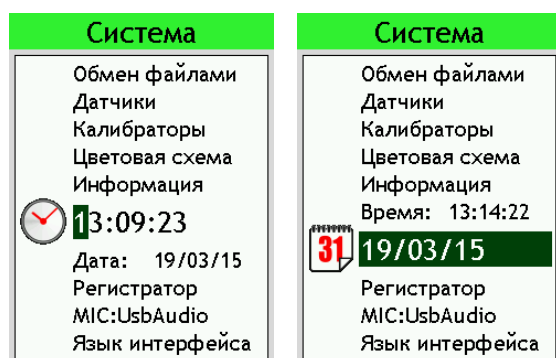 Система
Обмен файлами
Датчики
Калибраторы
Цветовая схема
Информация
13:09:23
Дата: 19/03/15
Регистратор
MIC:UsbAudio
Язык интерфейса
Система
Обмен файлами
Датчики
Калибраторы
Цветовая схема
Информация
Время: 13:14:22
31
19/03/15
Регистратор
MIC:UsbAudio
Язык интерфейса